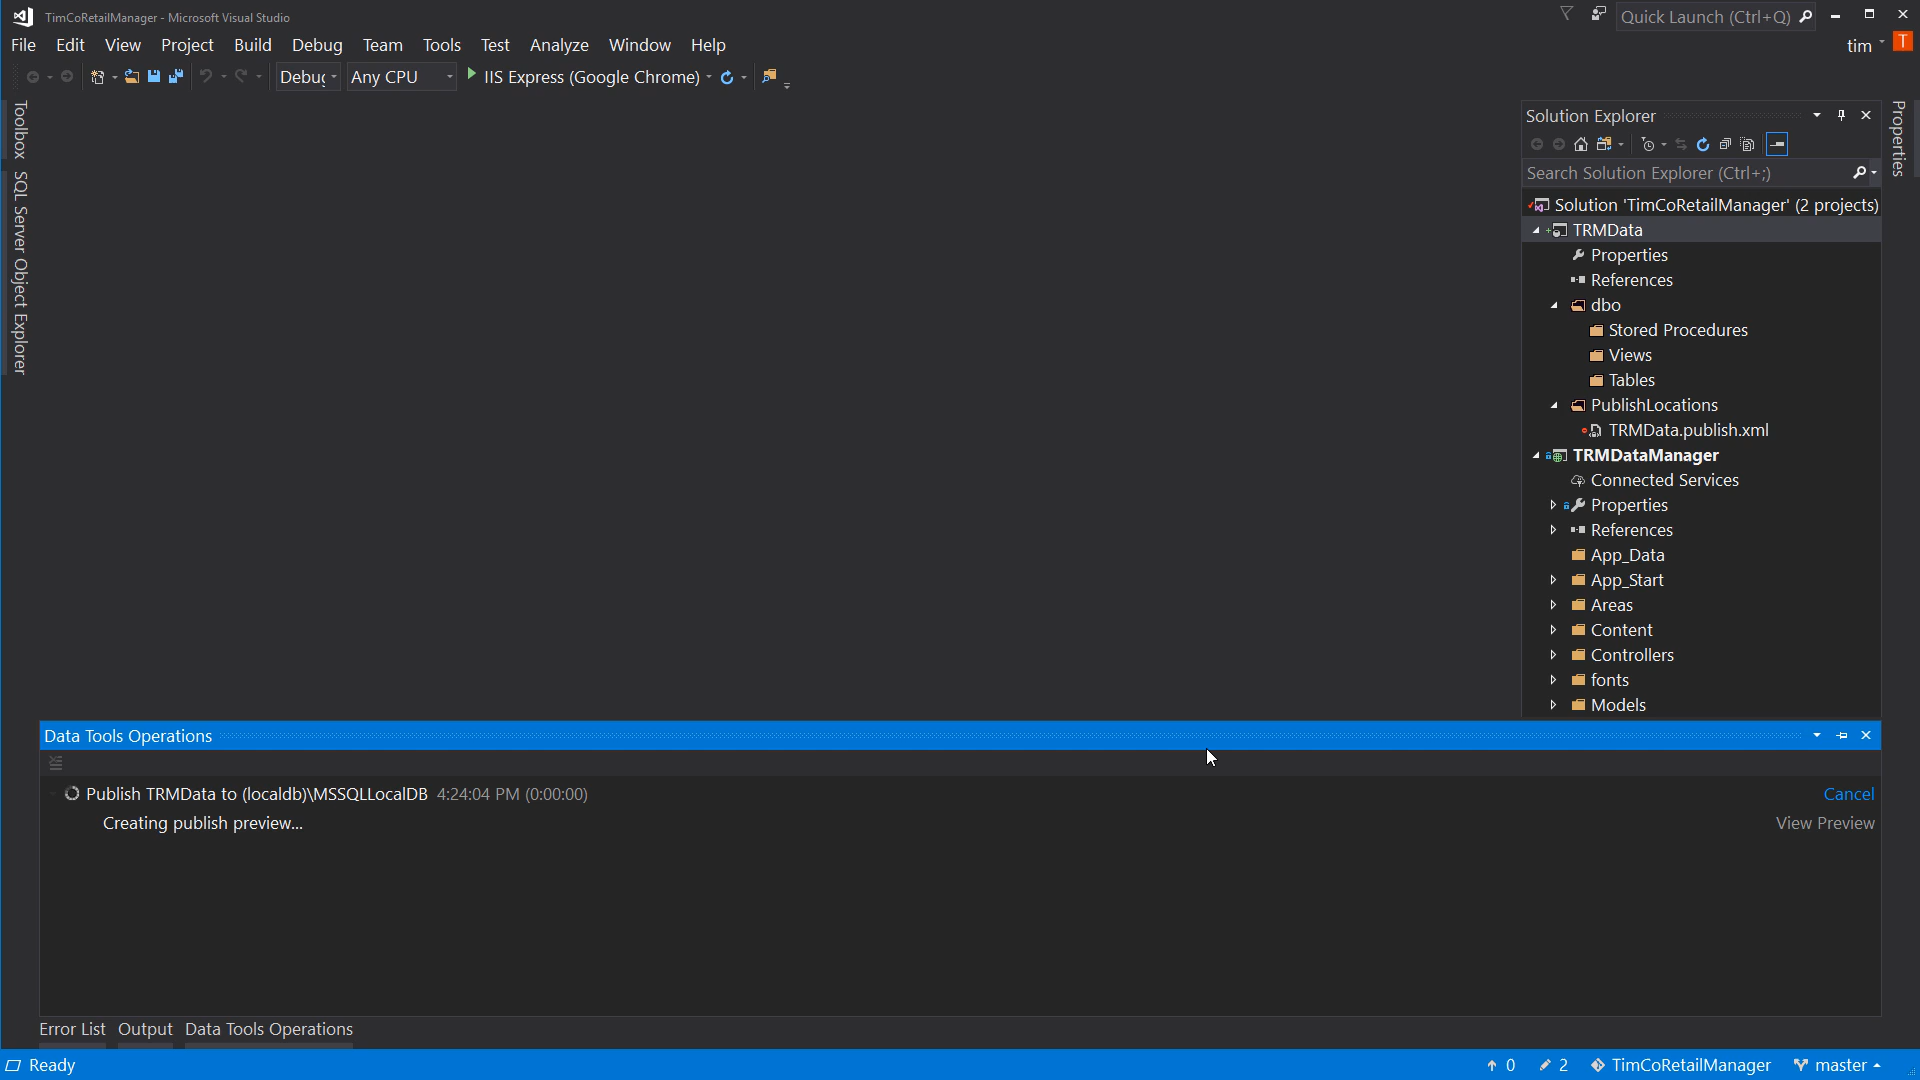 TimCoRetailManager - Microsoft Visual Studio
Quick Launch (Ctrl+Q)
File Edit View Project Build Debug Team Tools Test Analyze Window Help
tim T
Debug Any CPU IIS Express (Google Chrome)
Toolbox
SQL Server Object Explorer
Solution Explorer
Properties
Search Solution Explorer (Ctrl+;)
Solution 'TimCoRetailManager' (2 projects)
TRMData
Properties
References
dbo
Stored Procedures
Views
Tables
PublishLocations
TRMData.publish.xml
TRMDataManager
Connected Services
Properties
References
App_Data
App_Start
Areas
Content
Controllers
fonts
Models
Data Tools Operations
Publish TRMData to (localdb)\MSSQLLocalDB 4:24:04 PM (0:00:00) Cancel
Creating publish preview... View Preview
Error List Output Data Tools Operations
Ready 0 2 TimCoRetailManager master